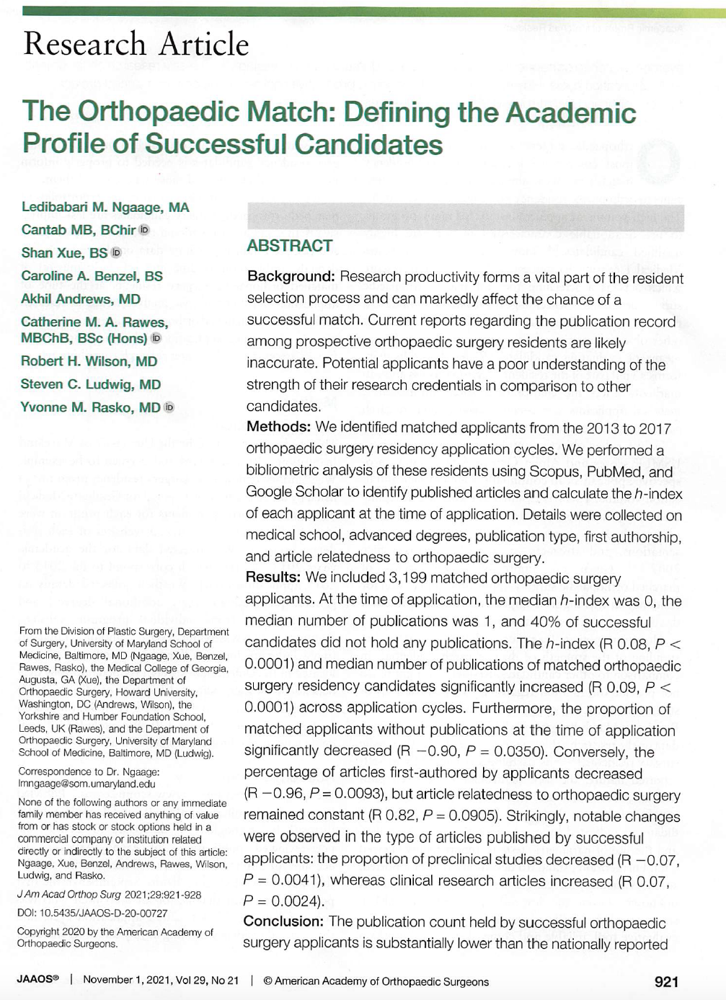 Research Article
The Orthopaedic Match: Defining the Academic
Profile of Successful Candidates
Ledibabari M. Ngaage, MA
Cantab MB, BChir iD
Shan Xue, BS iD
Caroline A. Benzel, BS
Akhil Andrews, MD
Catherine M. A. Rawes,
MBChB, BSc (Hons) iD
Robert H. Wilson, MD
Steven C. Ludwig, MD
Yvonne M. Rasko, MD iD
From the Division of Plastic Surgery, Department
of Surgery, University of Maryland School of
Medicine, Baltimore, MD (Ngaage, Xue, Benzel,
Rawes, Rasko), the Medical College of Georgia,
Augusta, GA (Xue), the Department of
Orthopaedic Surgery, Howard University,
Washington, DC (Andrews, Wilson), the
Yorkshire and Humber Foundation School,
Leeds, UK (Rawes), and the Department of
Orthopaedic Surgery, University of Maryland
School of Medicine, Baltimore, MD (Ludwig).
Correspondence to Dr. Ngaage:
lmngaage@som.umaryland.edu
None of the following authors or any immediate
family member has received anything of value
from or has stock or stock options held in a
commercial company or institution related
directly or indirectly to the subject of this article:
Ngaage, Xue, Benzel, Andrews, Rawes, Wilson,
Ludwig, and Rasko.
J Am Acad Orthop Surg 2021;29:921-928
DOI: 10.5435/JAAOS-D-20-00727
Copyright 2020 by the American Academy of
Orthopaedic Surgeons.
ABSTRACT
Background: Research productivity forms a vital part of the resident
selection process and can markedly affect the chance of a
successful match. Current reports regarding the publication record
among prospective orthopaedic surgery residents are likely
inaccurate. Potential applicants have a poor understanding of the
strength of their research credentials in comparison to other
candidates.
Methods: We identified matched applicants from the 2013 to 2017
orthopaedic surgery residency application cycles. We performed a
bibliometric analysis of these residents using Scopus, PubMed, and
Google Scholar to identify published articles and calculate the h-index
of each applicant at the time of application. Details were collected on
medical school, advanced degrees, publication type, first authorship,
and article relatedness to orthopaedic surgery.
Results: We included 3,199 matched orthopaedic surgery
applicants. At the time of application, the median h-index was 0, the
median number of publications was 1, and 40% of successful
candidates did not hold any publications. The h-index (R 0.08, P <
0.0001) and median number of publications of matched orthopaedic
surgery residency candidates significantly increased (R 0.09, P <
0.0001) across application cycles. Furthermore, the proportion of
matched applicants without publications at the time of application
significantly decreased (R −0.90, P = 0.0350). Conversely, the
percentage of articles first-authored by applicants decreased
(R −0.96, P = 0.0093), but article relatedness to orthopaedic surgery
remained constant (R 0.82, P = 0.0905). Strikingly, notable changes
were observed in the type of articles published by successful
applicants: the proportion of preclinical studies decreased (R −0.07,
P = 0.0041), whereas clinical research articles increased (R 0.07,
P = 0.0024).
Conclusion: The publication count held by successful orthopaedic
surgery applicants is substantially lower than the nationally reported
JAAOS® | November 1, 2021, Vol 29, No 21 | © American Academy of Orthopaedic Surgeons 921